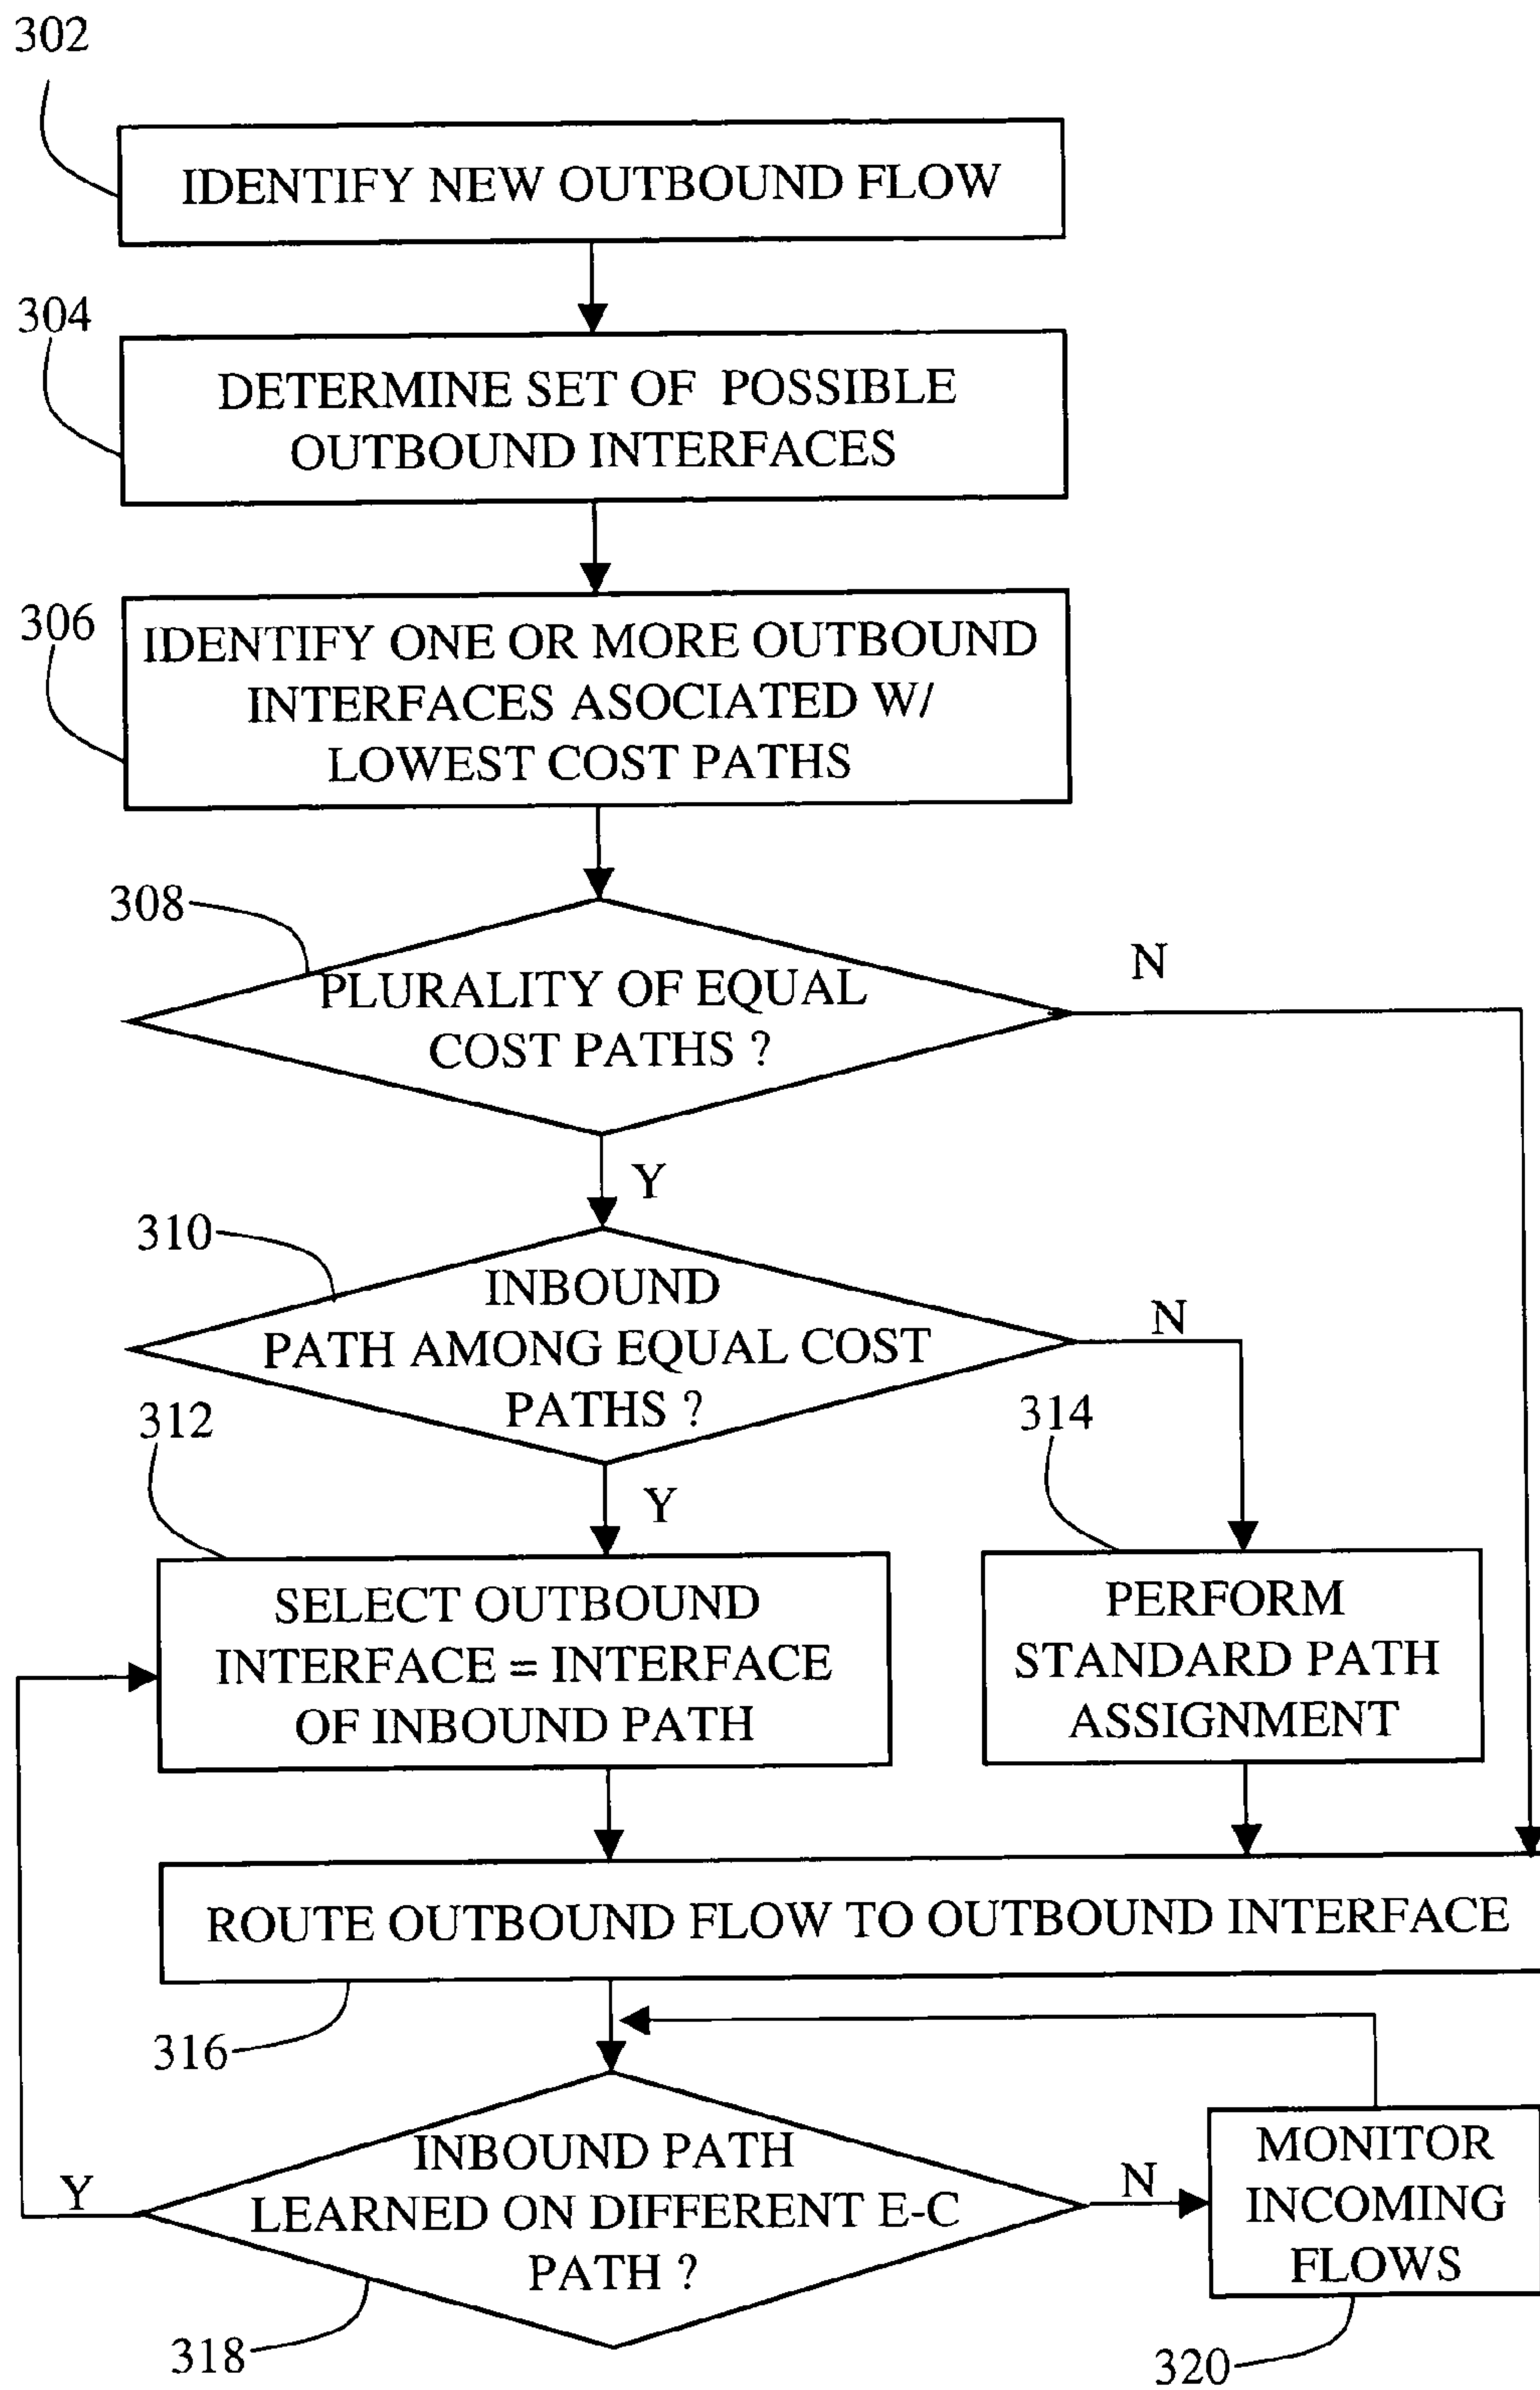 302
IDENTIFY NEW OUTBOUND FLOW
304
DETERMINE SET OF POSSIBLE
OUTBOUND INTERFACES
306
IDENTIFY ONE OR MORE OUTBOUND
INTERFACES ASOCIATED W/
LOWEST COST PATHS
308
PLURALITY OF EQUAL
COST PATHS ?
N
Y
310
INBOUND
PATH AMONG EQUAL COST
PATHS ?
N
Y
312
SELECT OUTBOUND
INTERFACE = INTERFACE
OF INBOUND PATH
314
PERFORM
STANDARD PATH
ASSIGNMENT
ROUTE OUTBOUND FLOW TO OUTBOUND INTERFACE
316
INBOUND PATH
LEARNED ON DIFFERENT E-C
PATH ?
Y
N
318
MONITOR
INCOMING
FLOWS
320